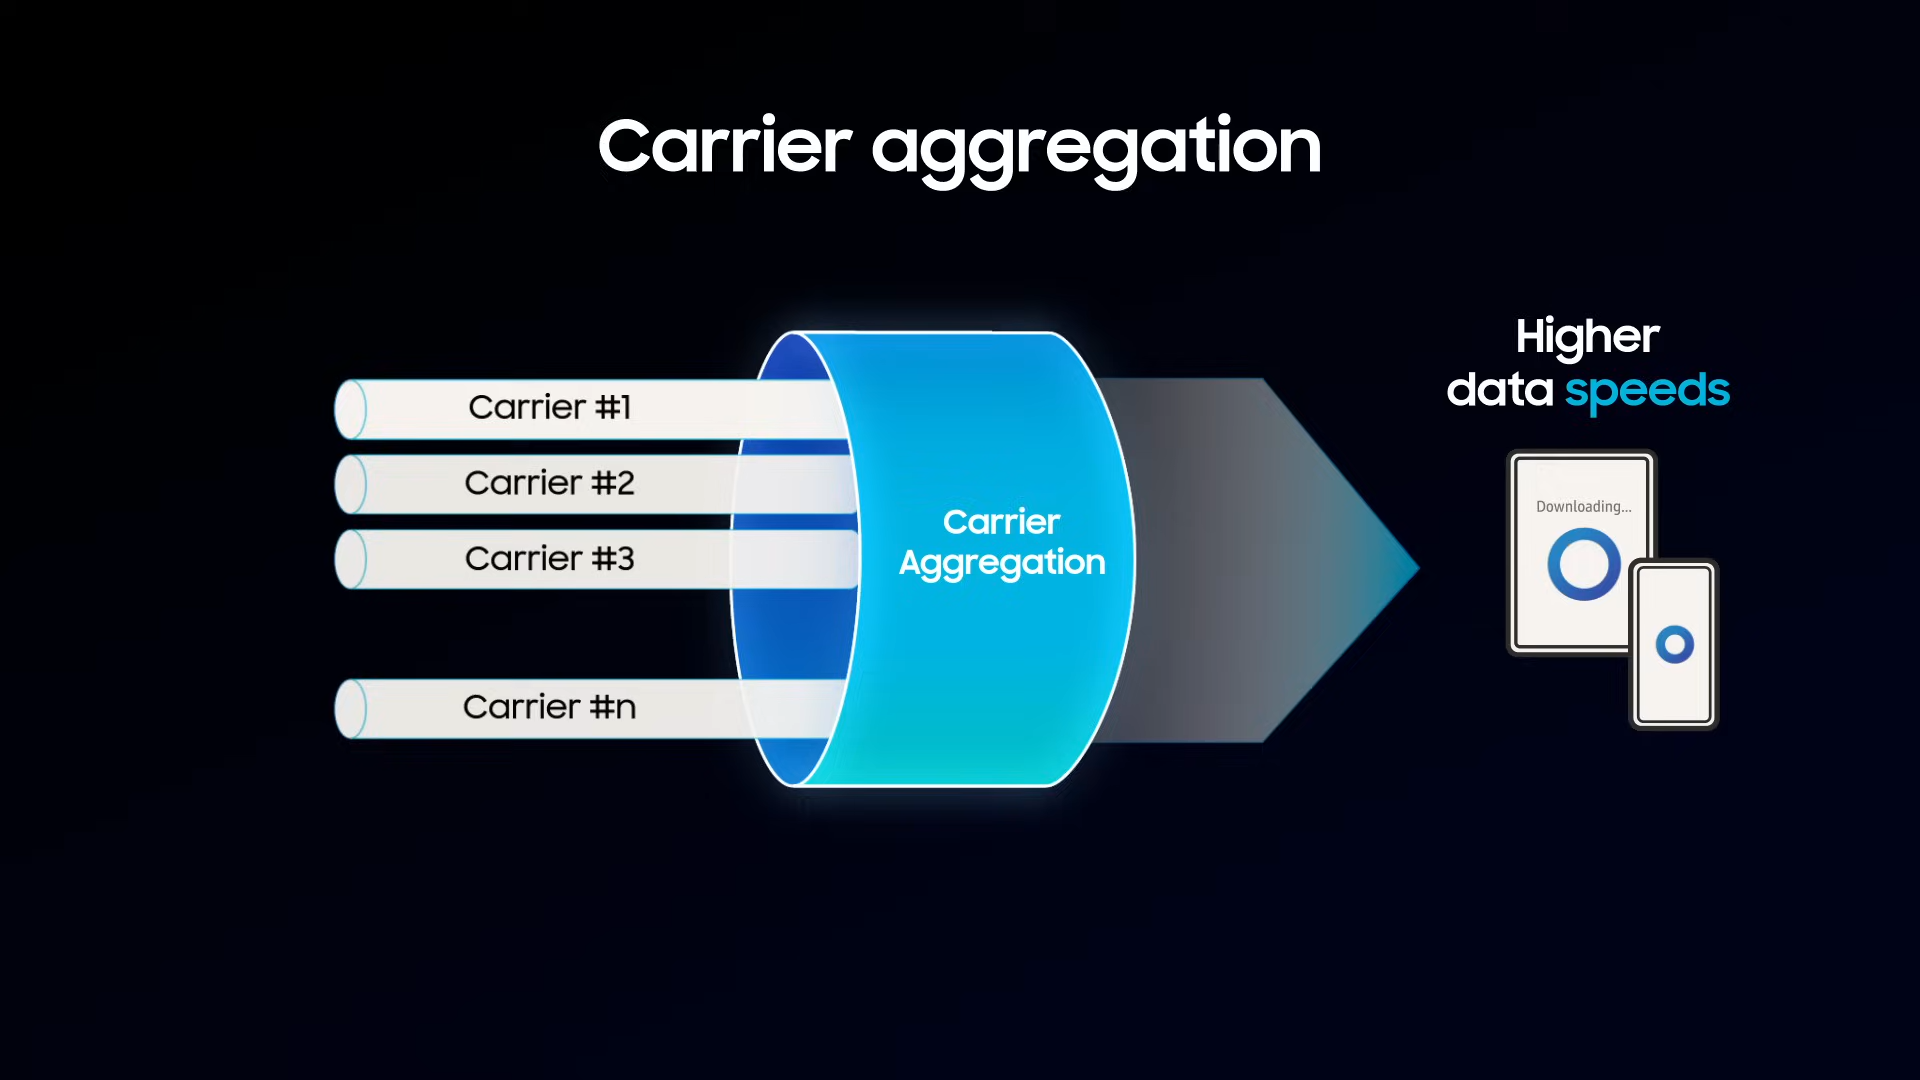 Carrier aggregation
Carrier #1
Carrier #2
Carrier #3
Carrier #n
Carrier
Aggregation
Higher
data speeds
Downloading...